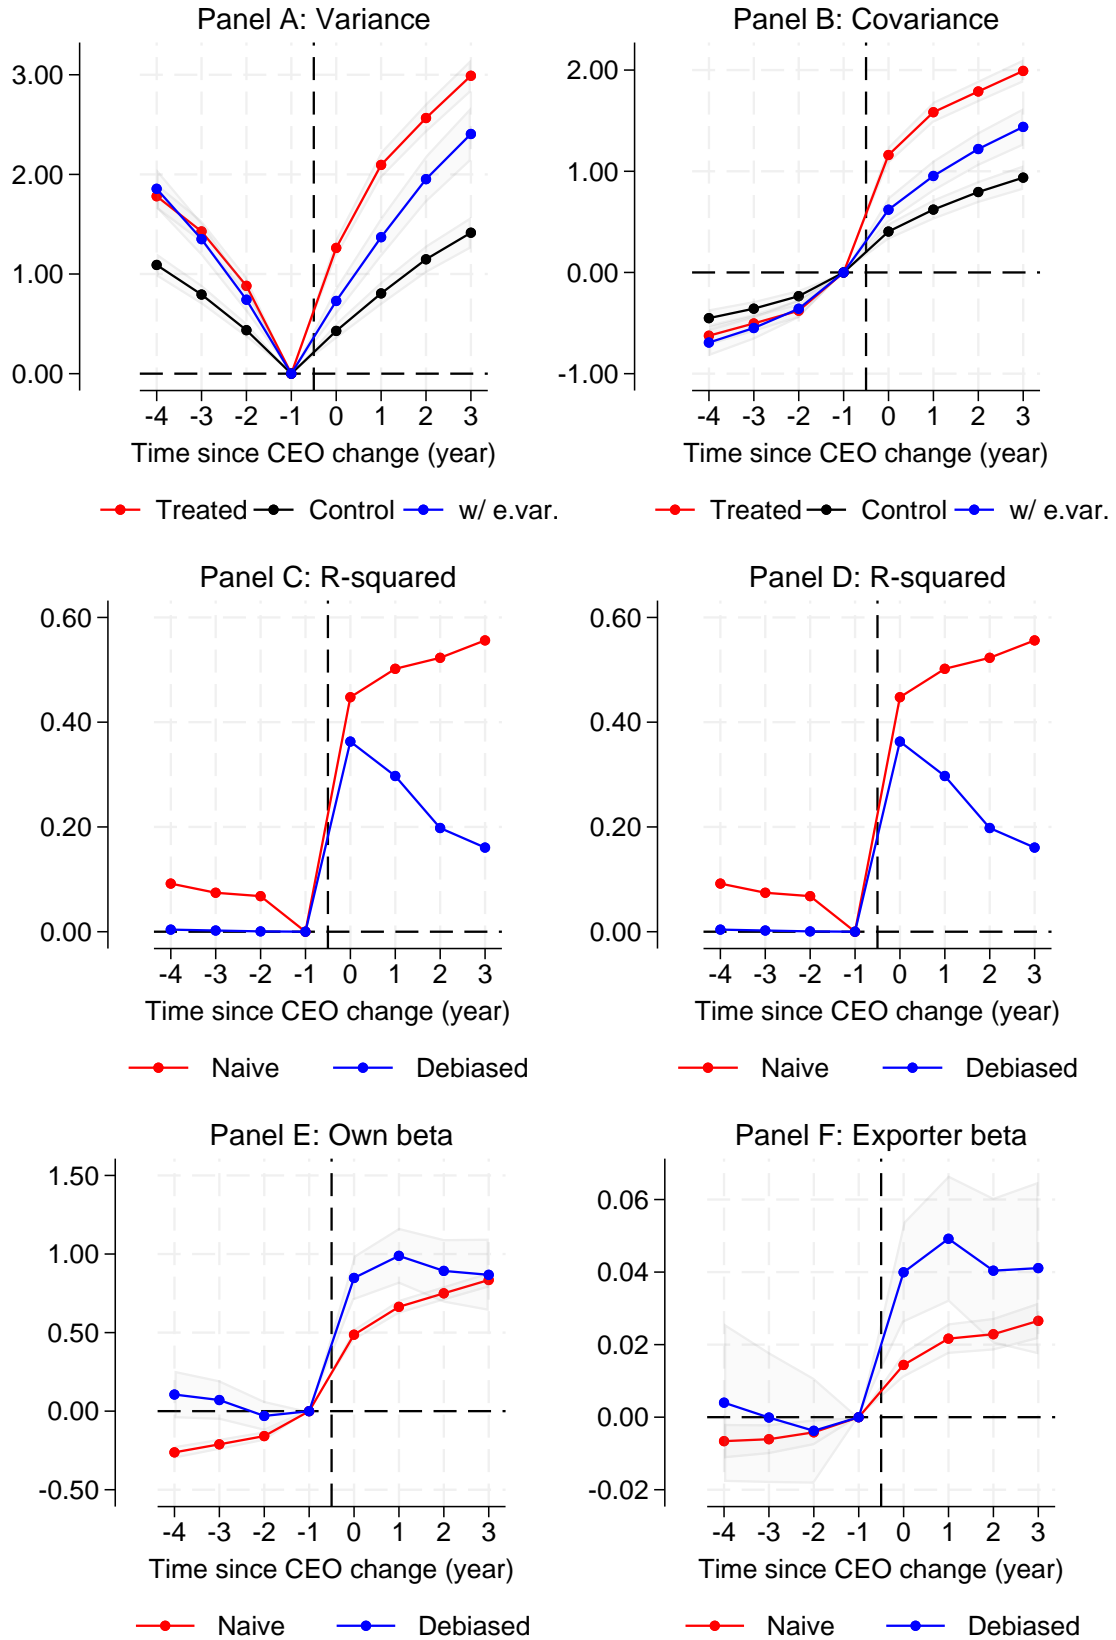 Panel A: Variance
3.00
2.00
1.00
0.00
-4 -3 -2 -1 0 1 2 3
Time since CEO change (year)
Treated Control w/ e.var.
Panel B: Covariance
2.00
1.00
0.00
-1.00
-4 -3 -2 -1 0 1 2 3
Time since CEO change (year)
Treated Control w/ e.var.
Panel C: R-squared
0.60
0.40
0.20
0.00
-4 -3 -2 -1 0 1 2 3
Time since CEO change (year)
Naive Debiased
Panel D: R-squared
0.60
0.40
0.20
0.00
-4 -3 -2 -1 0 1 2 3
Time since CEO change (year)
Naive Debiased
Panel E: Own beta
1.50
1.00
0.50
0.00
-0.50
-4 -3 -2 -1 0 1 2 3
Time since CEO change (year)
Naive Debiased
Panel F: Exporter beta
0.06
0.04
0.02
0.00
-0.02
-4 -3 -2 -1 0 1 2 3
Time since CEO change (year)
Naive Debiased